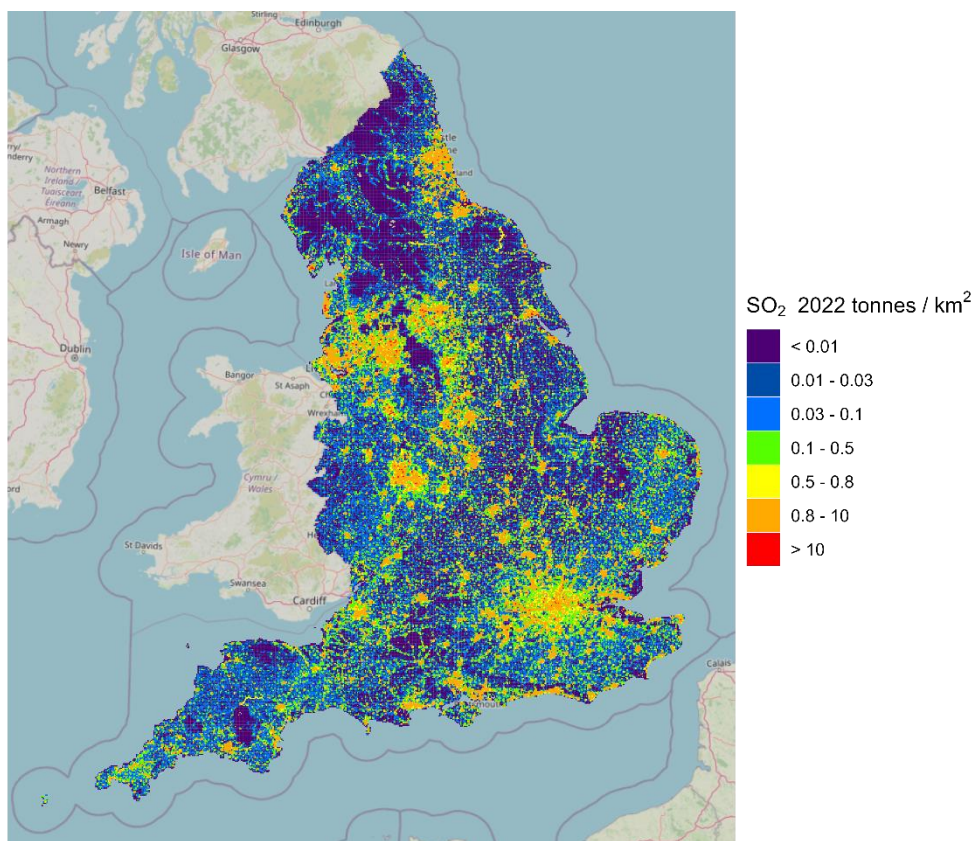 Stirling
Edinburgh
Glasgow
Northern
Ireland /
Tuaisceart
Éireann
Belfast
Armagh
Newry
Isle of Man
Dublin
Bangor
St Asaph
Wrexham
Cymru /
Wales
St Davids
Swansea
Cardiff
Calais
SO₂ 2022 tonnes / km²
< 0.01
0.01 - 0.03
0.03 - 0.1
0.1 - 0.5
0.5 - 0.8
0.8 - 10
> 10